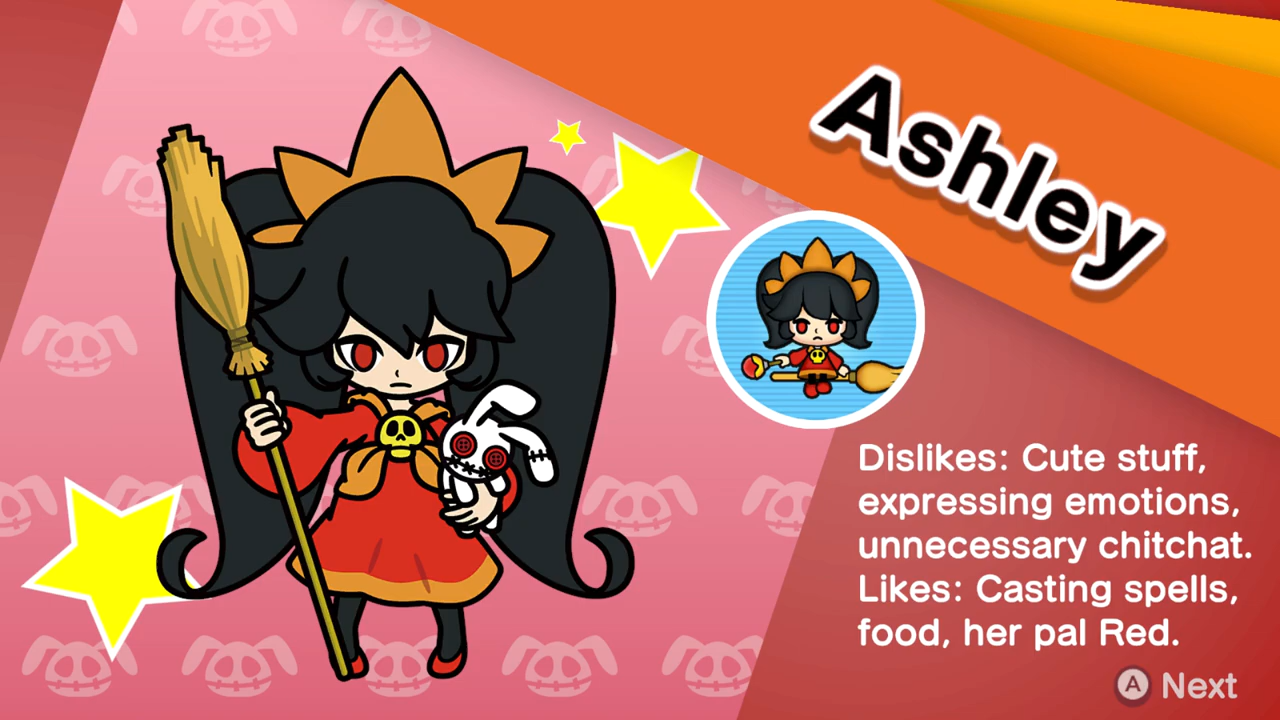 Ashley
Dislikes: Cute stuff,
expressing emotions,
unnecessary chitchat.
Likes: Casting spells,
food, her pal Red.
A Next